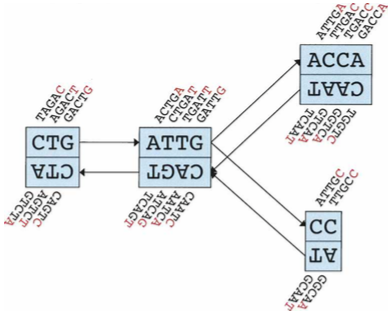 TAGAC
AGACT
GACTG
CTG
CTA
GTCTA
AGTCT
CAGTC
ACTGA
CTGAT
TGATT
GATTG
ATTG
CAGT
TCAGT
ATCAG
AATCA
CAATC
ATTGA
TTGAC
TGACC
GACCA
ACCA
CAAT
TCAAT
GTCAA
GGTCA
TGGTC
ATTGC
TTGCC
CC
AT
GCAAT
GGCAA